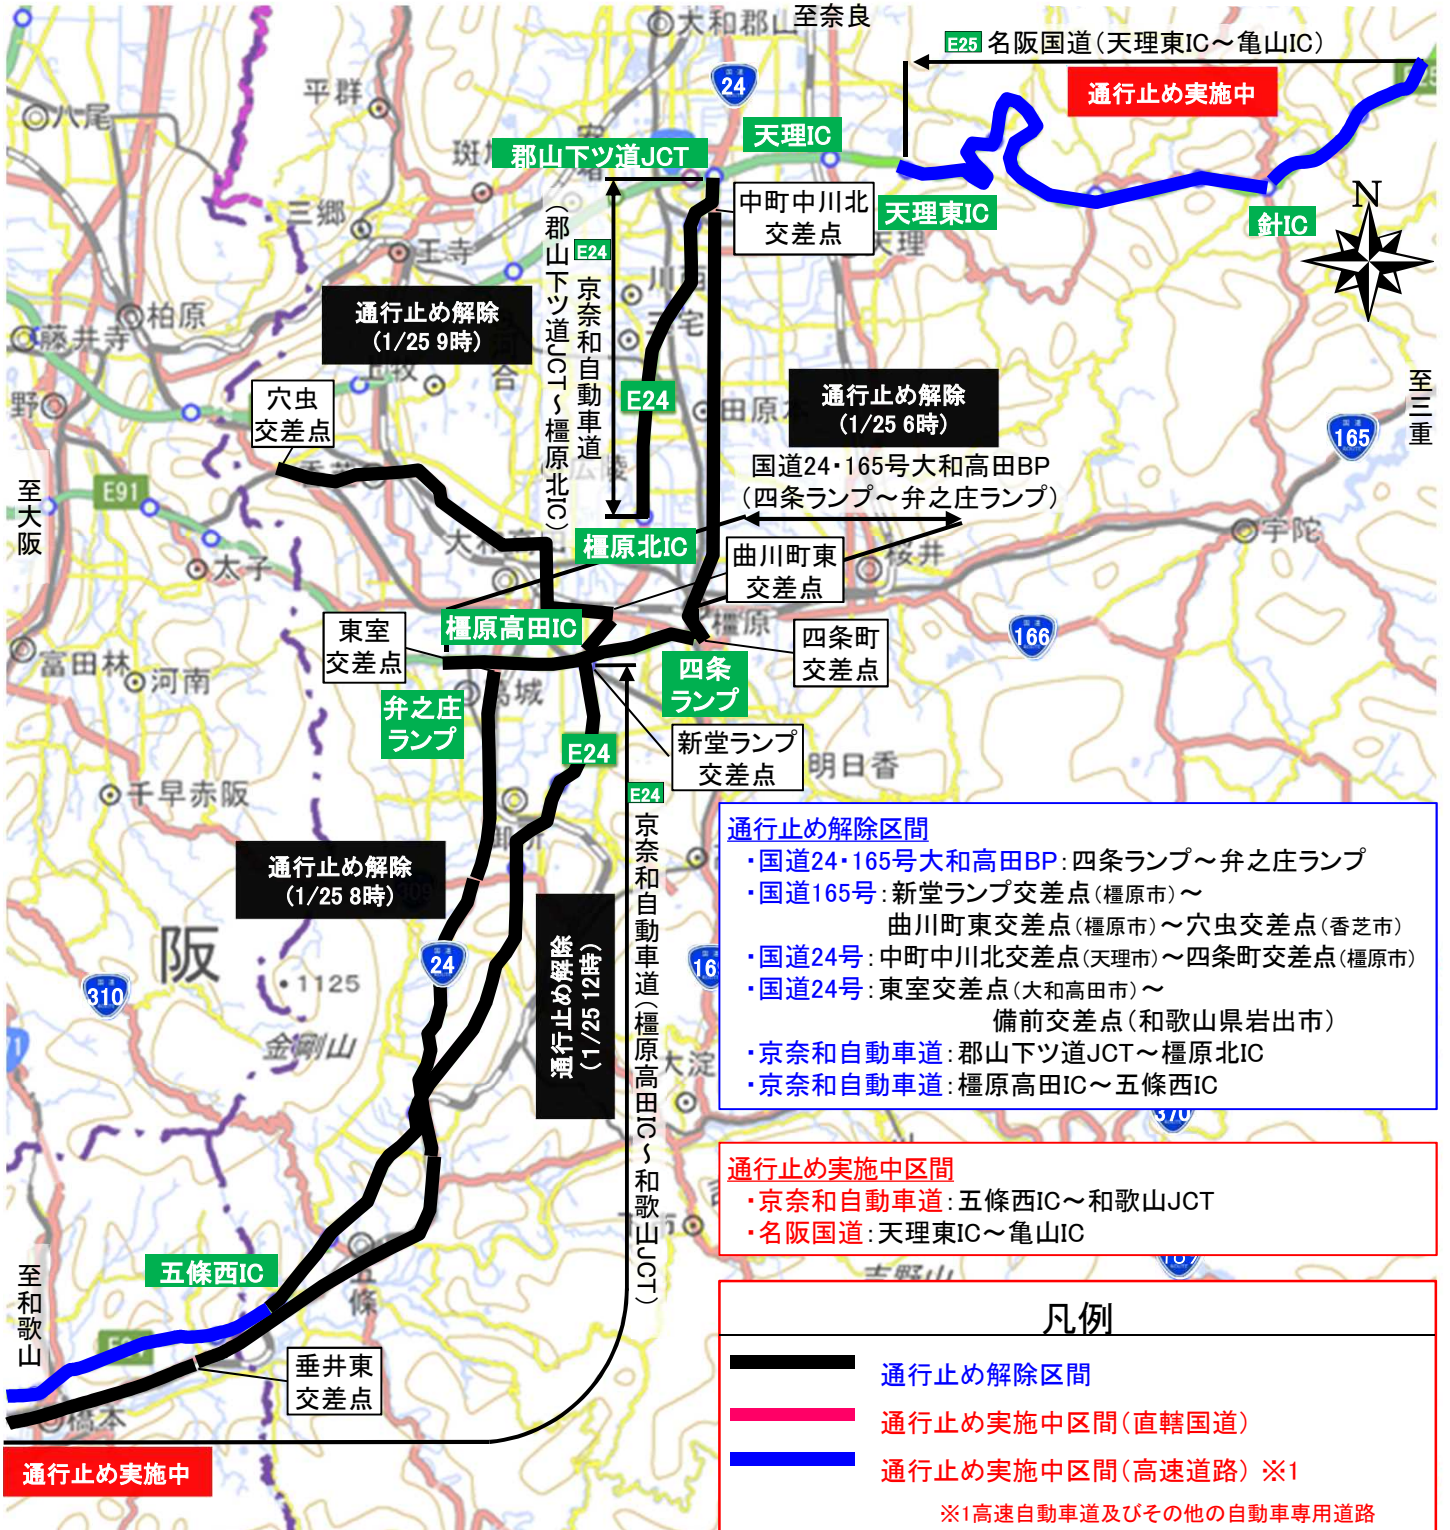 至奈良
大和郡山
E25 名阪国道(天理東IC～亀山IC)
通行止め実施中
国道
24
平群
八尾
天理IC
郡山下ツ道JCT
中町中川北
交差点
天理東IC
針IC
N
三郷
王寺
天理
E24
京奈和自動車道
(郡山下ツ道JCT～橿原北IC)
川西
三宅
柏原
藤井寺
通行止め解除
(1/25 9時)
穴虫
交差点
E24
田原本
通行止め解除
(1/25 6時)
至三重
国道
165
国道24・165号大和高田BP
(四条ランプ～弁之庄ランプ)
至大阪
E91
橿原北IC
曲川町東
交差点
桜井
宇陀
太子
東室
交差点
橿原高田IC
橿原
四条町
交差点
166
富田林
河南
弁之庄
ランプ
葛城
四条
ランプ
E24
新堂ランプ
交差点
明日香
千早赤阪
御所
E24
京奈和自動車道(橿原高田IC～和歌山JCT)
通行止め解除
(1/25 8時)
通行止め解除
(1/25 12時)
阪
国道
24
国道
310
1125
金剛山
大淀
通行止め解除区間
・国道24・165号大和高田BP:四条ランプ～弁之庄ランプ
・国道165号:新堂ランプ交差点(橿原市)～
曲川町東交差点(橿原市)～穴虫交差点(香芝市)
・国道24号:中町中川北交差点(天理市)～四条町交差点(橿原市)
・国道24号:東室交差点(大和高田市)～
備前交差点(和歌山県岩出市)
・京奈和自動車道:郡山下ツ道JCT～橿原北IC
・京奈和自動車道:橿原高田IC～五條西IC
370
通行止め実施中区間
・京奈和自動車道:五條西IC～和歌山JCT
・名阪国道:天理東IC～亀山IC
吉野山
五條西IC
五條
至和歌山
垂井東
交差点
橋本
通行止め実施中
凡例
通行止め解除区間
通行止め実施中区間(直轄国道)
通行止め実施中区間(高速道路) ※1
※1高速自動車道及びその他の自動車専用道路